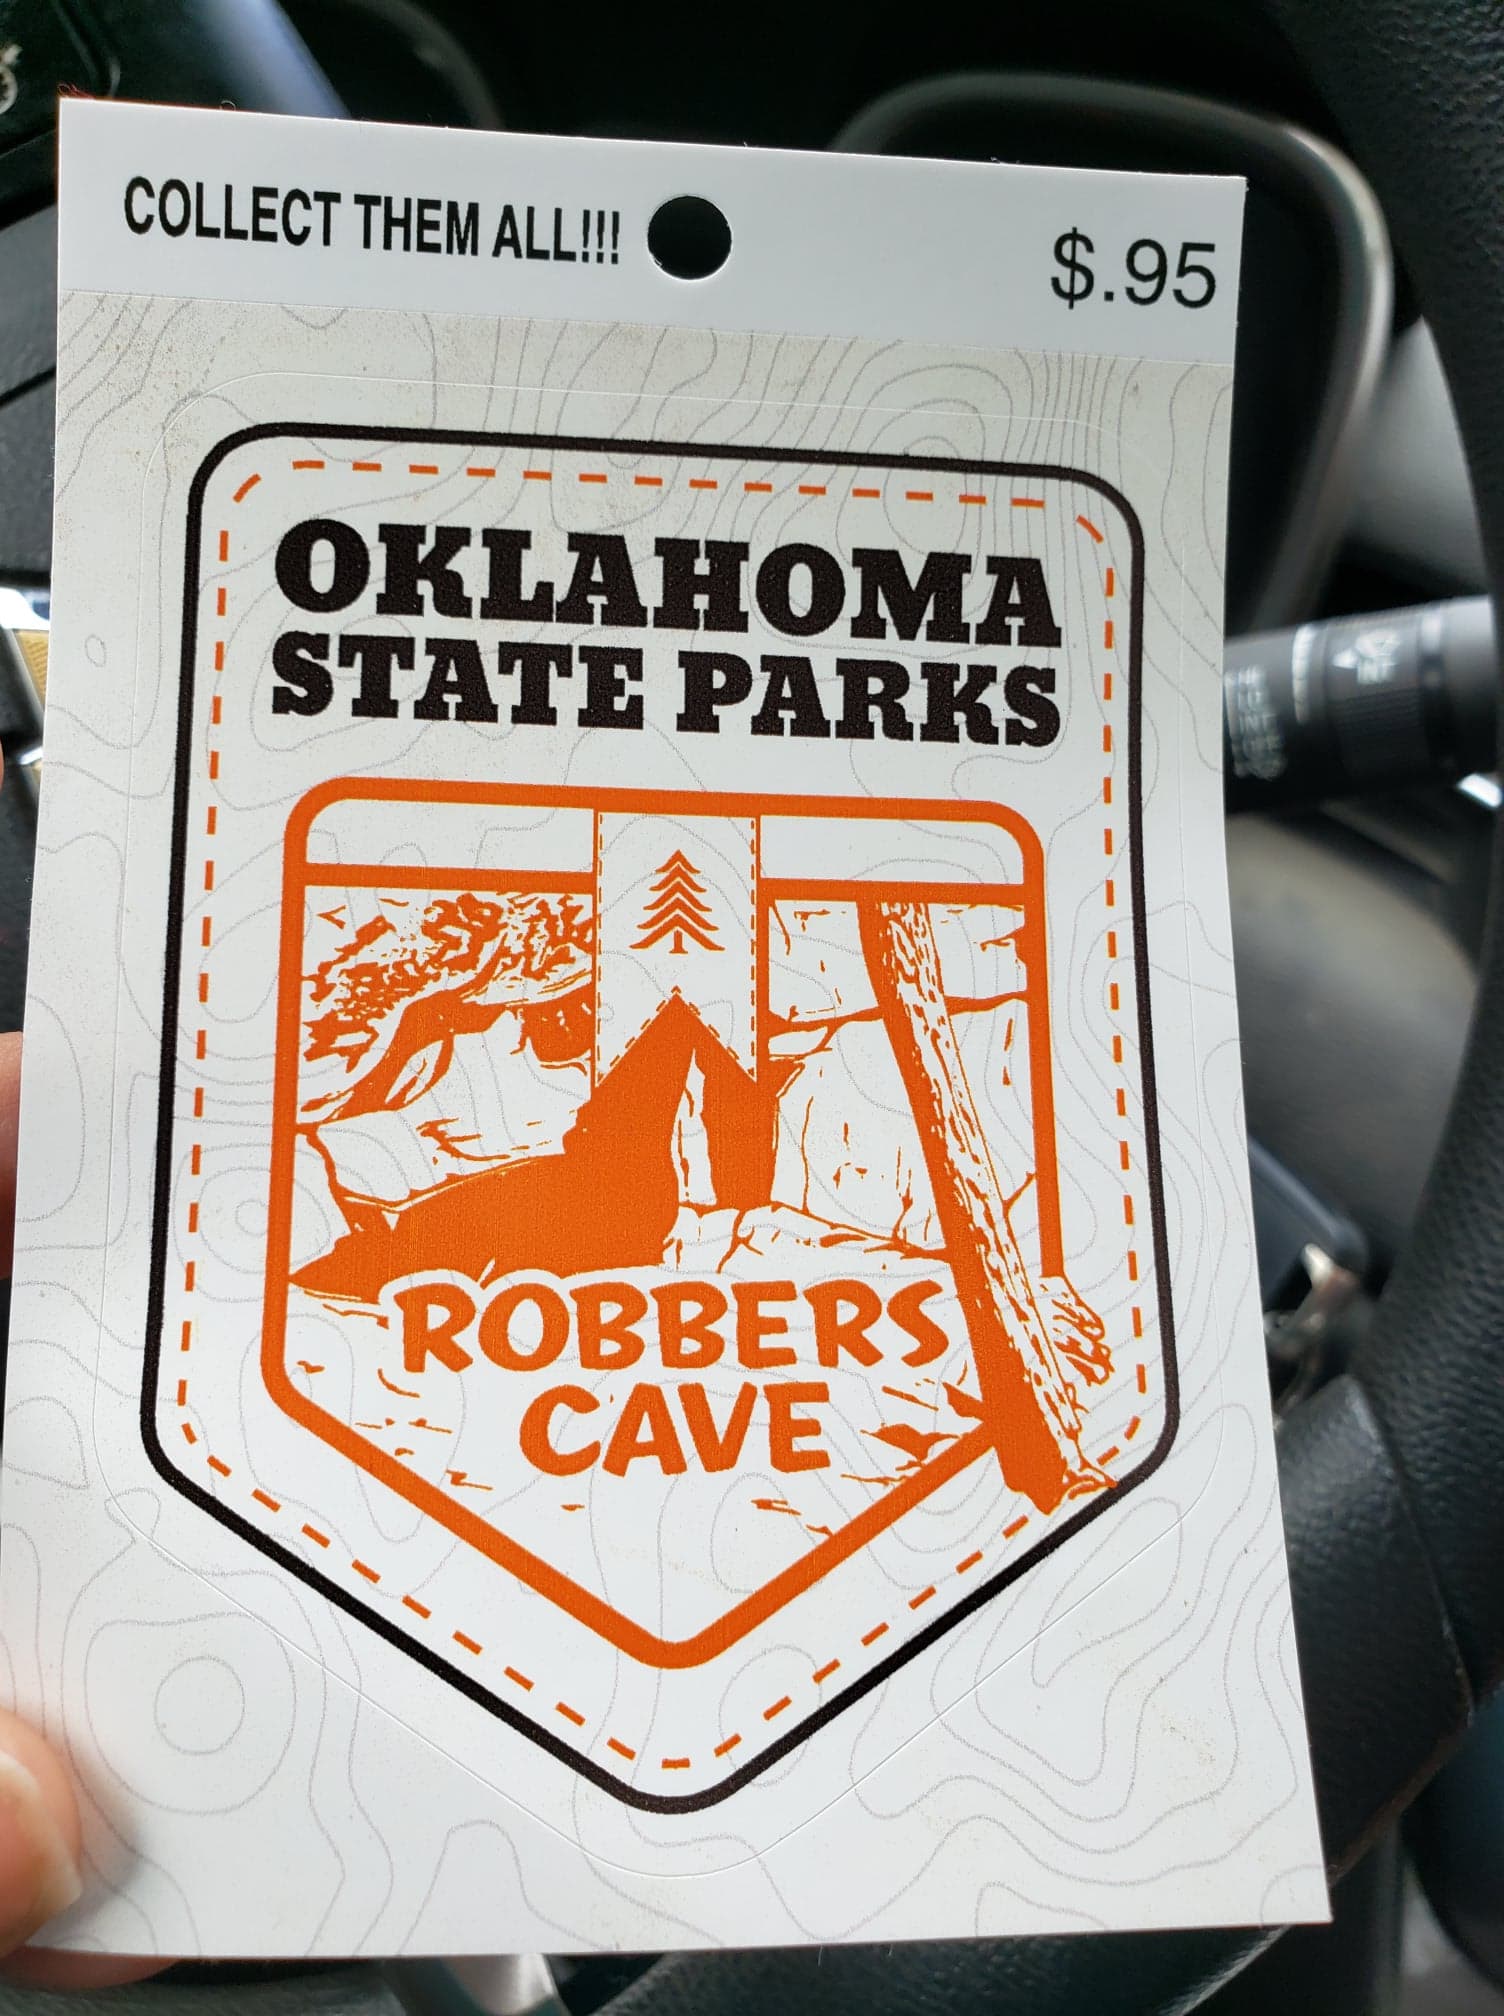 COLLECT THEM ALL!!!
$.95
OKLAHOMA
STATE PARKS
ROBBERS
CAVE